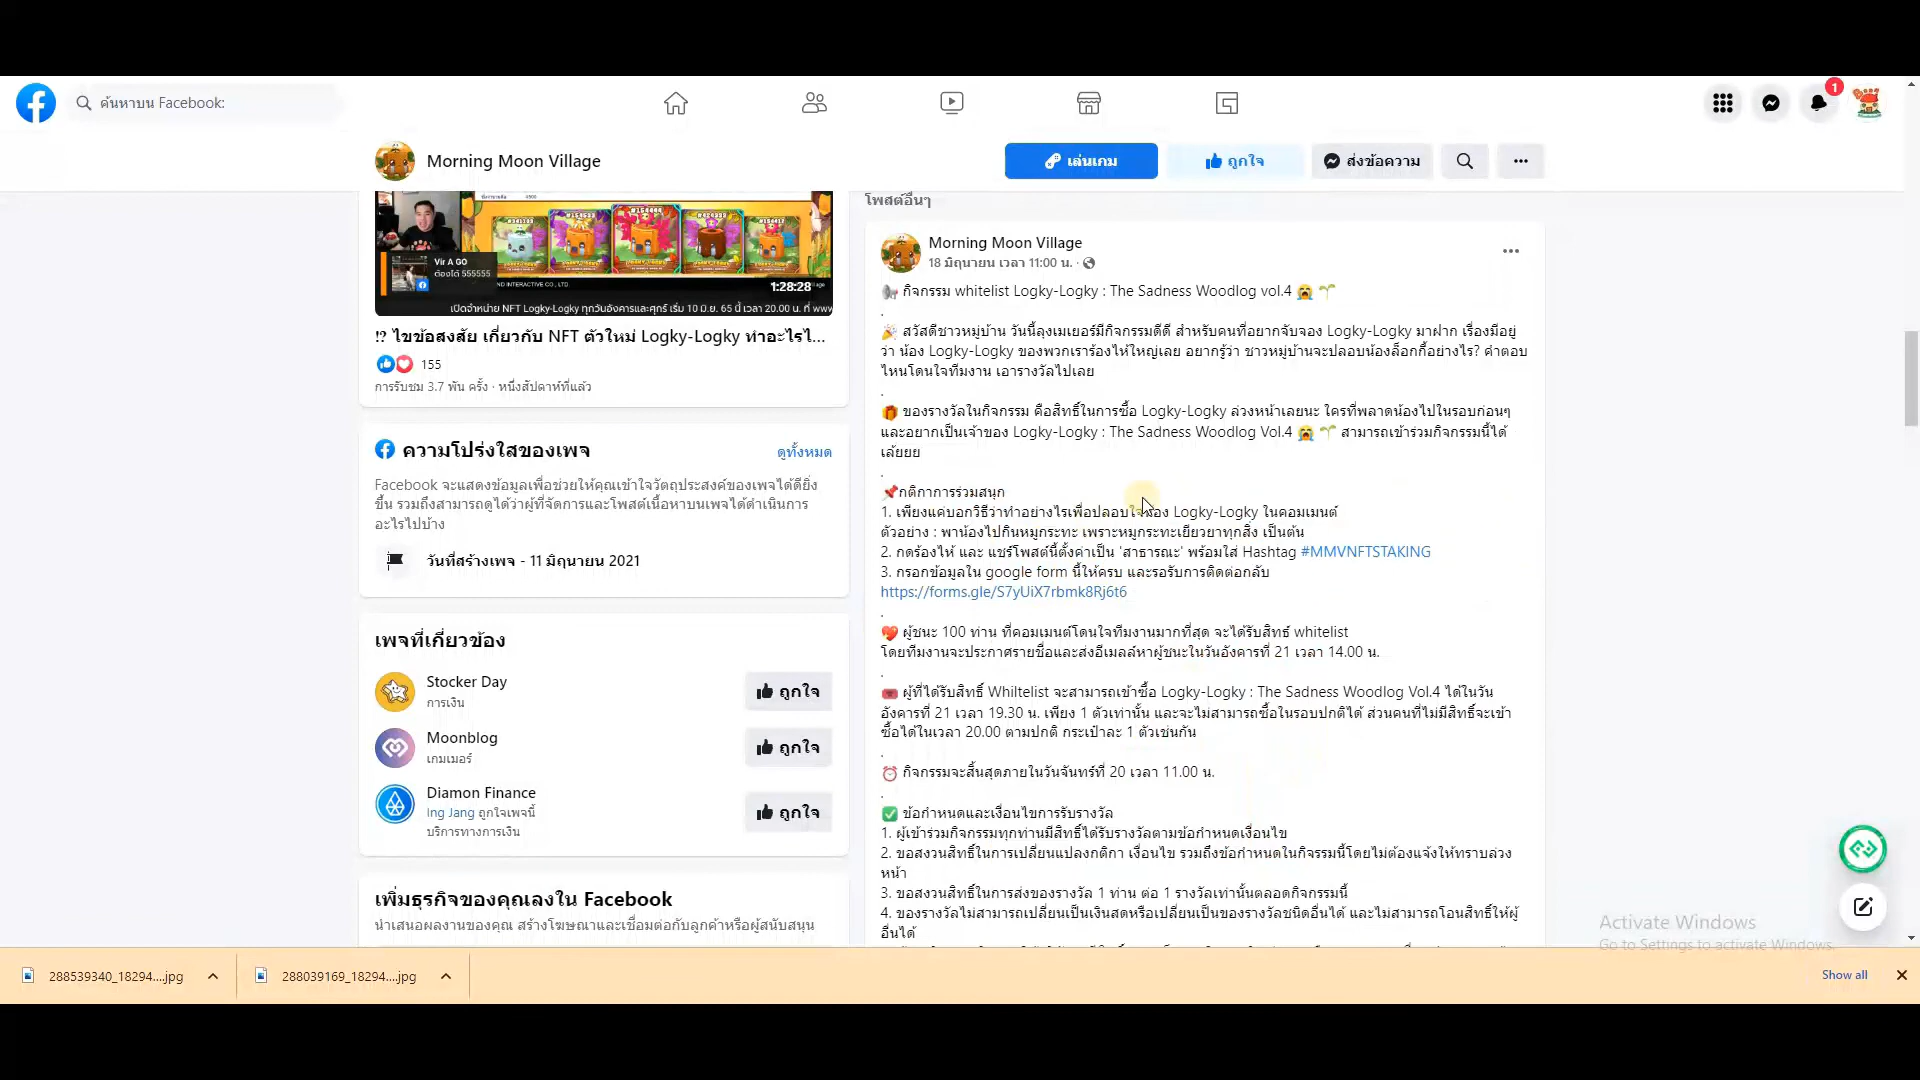 ค้นหาบน Facebook:
1
Morning Moon Village
เล่นเกม
ถูกใจ
ส่งข้อความ
Vir A GO
ต้องได้ 555555
ND INTERACTIVE CO., LTD.
1:28:28
เปิดจำหน่าย NFT Logky-Logky ทุกวันอังคารและศุกร์ เริ่ม 10 มิ.ย. 65 นี้ เวลา 20.00 น. ที่ www
⁉ ไขข้อสงสัย เกี่ยวกับ NFT ตัวใหม่ Logky-Logky ทำอะไรไ...
155
การรับชม 3.7 พัน ครั้ง · หนึ่งสัปดาห์ที่แล้ว
ความโปร่งใสของเพจ
ดูทั้งหมด
Facebook จะแสดงข้อมูลเพื่อช่วยให้คุณเข้าใจวัตถุประสงค์ของเพจได้ดียิ่ง
ขึ้น รวมถึงสามารถดูได้ว่าผู้ที่จัดการและโพสต์เนื้อหาบนเพจได้ดำเนินการ
อะไรไปบ้าง
วันที่สร้างเพจ - 11 มิถุนายน 2021
เพจที่เกี่ยวข้อง
Stocker Day
การเงิน
ถูกใจ
Moonblog
เกมเมอร์
ถูกใจ
Diamon Finance
Ing Jang ถูกใจเพจนี้
บริการทางการเงิน
ถูกใจ
เพิ่มธุรกิจของคุณลงใน Facebook
นำเสนอผลงานของคุณ สร้างโฆษณาและเชื่อมต่อกับลูกค้าหรือผู้สนับสนุน
โพสต์อื่นๆ
Morning Moon Village
18 มิถุนายน เวลา 11:00 น. ·
กิจกรรม whitelist Logky-Logky : The Sadness Woodlog vol.4 😭 🌱
.
🎉 สวัสดีชาวหมู่บ้าน วันนี้ลุงเมเยอร์มีกิจกรรมดีดี สำหรับคนที่อยากจับจอง Logky-Logky มาฝาก เรื่องมีอยู่
ว่า น้อง Logky-Logky ของพวกเราร้องไห้ใหญ่เลย อยากรู้ว่า ชาวหมู่บ้านจะปลอบน้องล็อกกี้อย่างไร? คำตอบ
ไหนโดนใจทีมงาน เอารางวัลไปเลย
.
🎁 ของรางวัลในกิจกรรม คือสิทธิ์ในการซื้อ Logky-Logky ล่วงหน้าเลยนะ ใครที่พลาดน้องไปในรอบก่อนๆ
และอยากเป็นเจ้าของ Logky-Logky : The Sadness Woodlog Vol.4 😭 🌱 สามารถเข้าร่วมกิจกรรมนี้ได้
เล้ยยย
.
📌กติกาการร่วมสนุก
1. เพียงแค่บอกวิธีว่าทำอย่างไรเพื่อปลอบใจน้อง Logky-Logky ในคอมเมนต์
ตัวอย่าง : พาน้องไปกินหมูกระทะ เพราะหมูกระทะเยียวยาทุกสิ่ง เป็นต้น
2. กดร้องไห้ และ แชร์โพสต์นี้ตั้งค่าเป็น 'สาธารณะ' พร้อมใส่ Hashtag #MMVNFTSTAKING
3. กรอกข้อมูลใน google form นี้ให้ครบ และรอรับการติดต่อกลับ
https://forms.gle/S7yUiX7rbmk8Rj6t6
.
💖 ผู้ชนะ 100 ท่าน ที่คอมเมนต์โดนใจทีมงานมากที่สุด จะได้รับสิทธ์ whitelist
โดยทีมงานจะประกาศรายชื่อและส่งอีเมลล์หาผู้ชนะในวันอังคารที่ 21 เวลา 14.00 น.
.
🎟️ ผู้ที่ได้รับสิทธิ์ Whiltelist จะสามารถเข้าซื้อ Logky-Logky : The Sadness Woodlog Vol.4 ได้ในวัน
อังคารที่ 21 เวลา 19.30 น. เพียง 1 ตัวเท่านั้น และจะไม่สามารถซื้อในรอบปกติได้ ส่วนคนที่ไม่มีสิทธิ์จะเข้า
ซื้อได้ในเวลา 20.00 ตามปกติ กระเป๋าละ 1 ตัวเช่นกัน
.
⏰ กิจกรรมจะสิ้นสุดภายในวันจันทร์ที่ 20 เวลา 11.00 น.
.
✅ ข้อกำหนดและเงื่อนไขการรับรางวัล
1. ผู้เข้าร่วมกิจกรรมทุกท่านมีสิทธิ์ได้รับรางวัลตามข้อกำหนดเงื่อนไข
2. ขอสงวนสิทธิ์ในการเปลี่ยนแปลงกติกา เงื่อนไข รวมถึงข้อกำหนดในกิจกรรมนี้โดยไม่ต้องแจ้งให้ทราบล่วง
หน้า
3. ขอสงวนสิทธิ์ในการส่งของรางวัล 1 ท่าน ต่อ 1 รางวัลเท่านั้นตลอดกิจกรรมนี้
4. ของรางวัลไม่สามารถเปลี่ยนเป็นเงินสดหรือเปลี่ยนเป็นของรางวัลชนิดอื่นได้ และไม่สามารถโอนสิทธิ์ให้ผู้
อื่นได้
Activate Windows
Go to Settings to activate Windows.
288539340_18294....jpg
288039169_18294....jpg
Show all